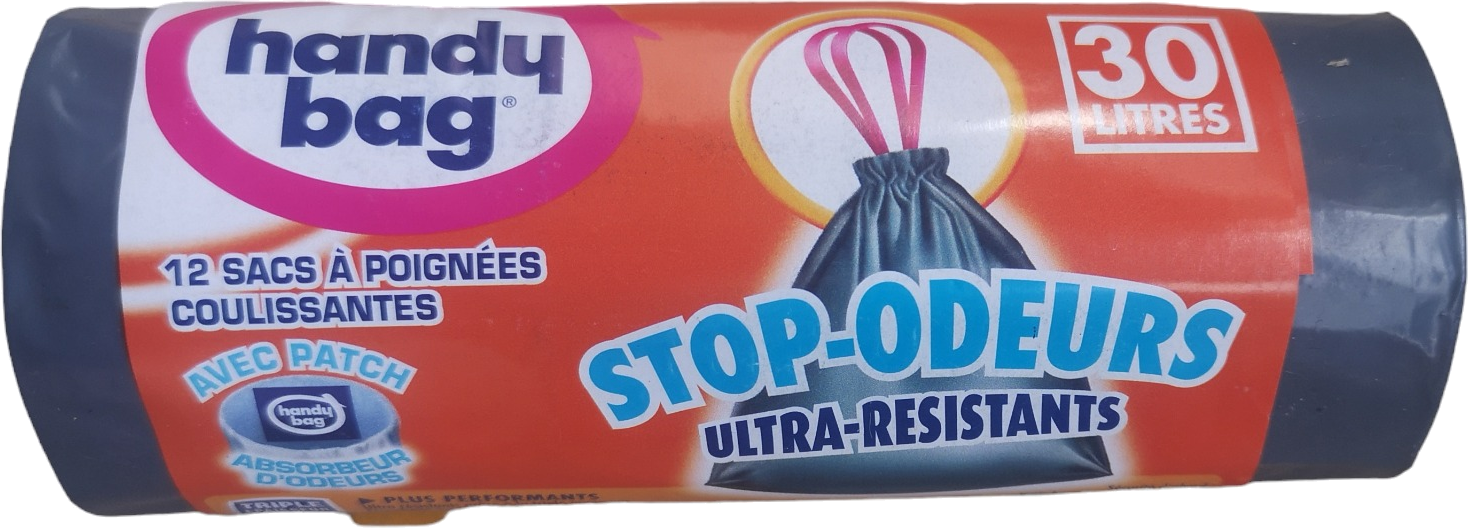 handy
bag®
30
LITRES
12 SACS À POIGNÉES
COULISSANTES
AVEC PATCH
handy
bag
ABSORBEUR
D'ODEURS
STOP-ODEURS
ULTRA-RESISTANTS
TRIPLE
PLUS PERFORMANTS